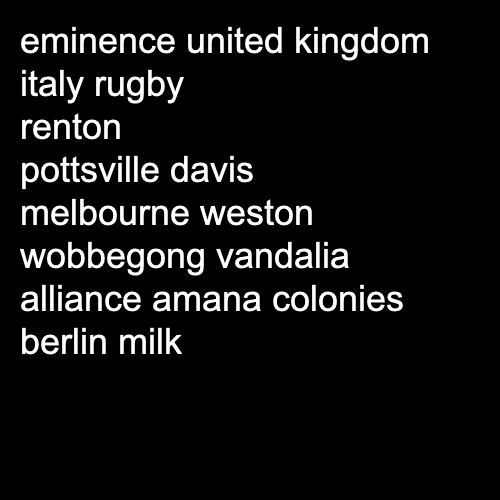 eminence united kingdom
italy rugby
renton
pottsville davis
melbourne weston
wobbegong vandalia
alliance amana colonies
berlin milk